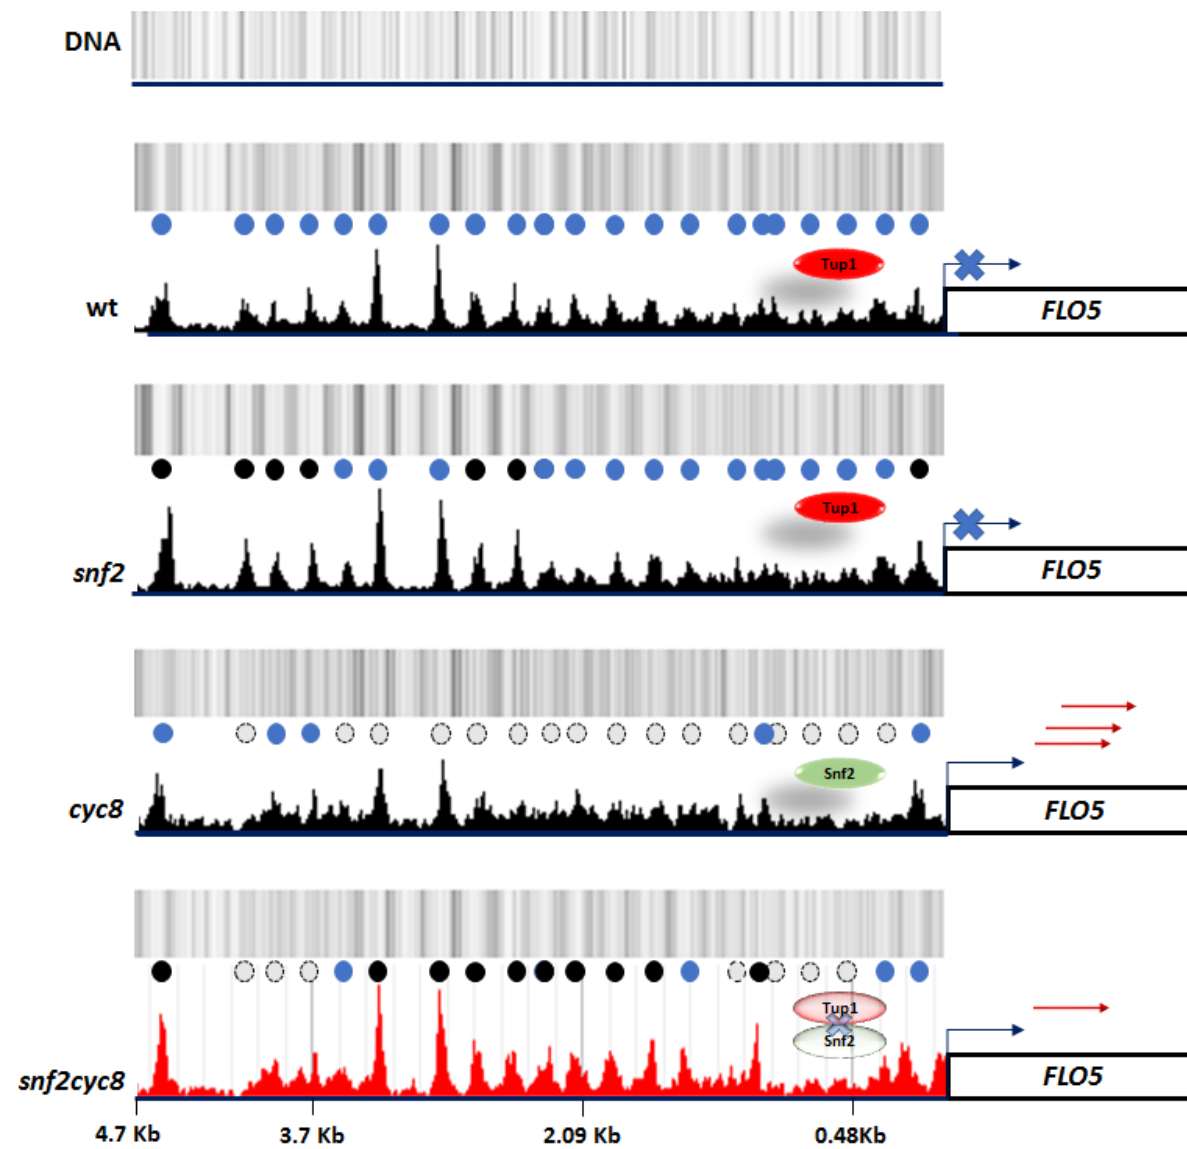 DNA
Tup1
wt
FLO5
Tup1
snf2
FLO5
Snf2
cyc8
FLO5
Tup1
Snf2
snf2cyc8
FLO5
4.7 Kb 3.7 Kb 2.09 Kb 0.48Kb